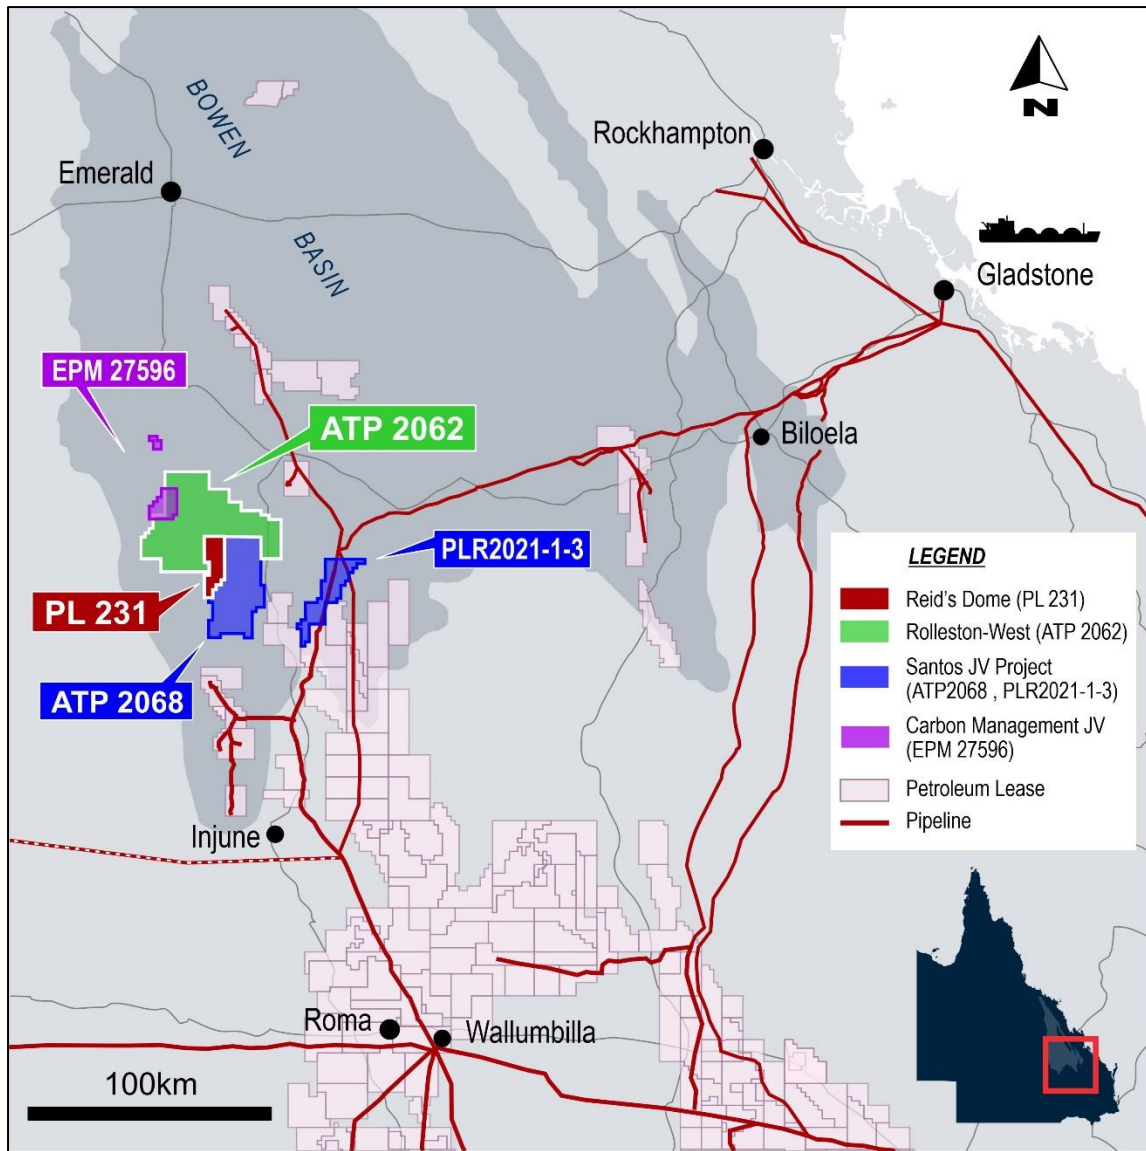 BOWEN
BASIN
Emerald
Rockhampton
N
Gladstone
EPM 27596
ATP 2062
Biloela
PLR2021-1-3
PL 231
ATP 2068
Injune
Roma
Wallumbilla
100km
LEGEND
Reid's Dome (PL 231)
Rolleston-West (ATP 2062)
Santos JV Project
(ATP2068 , PLR2021-1-3)
Carbon Management JV
(EPM 27596)
Petroleum Lease
Pipeline